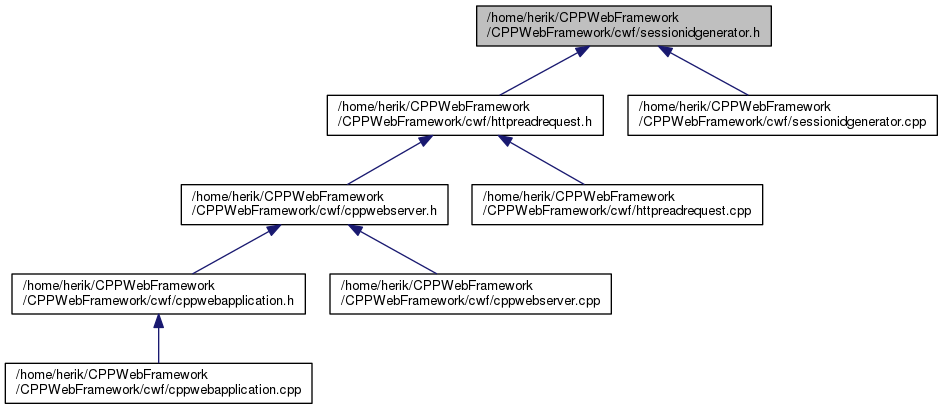 /home/herik/CPPWebFramework
/CPPWebFramework/cwf/sessionidgenerator.h
/home/herik/CPPWebFramework
/CPPWebFramework/cwf/httpreadrequest.h
/home/herik/CPPWebFramework
/CPPWebFramework/cwf/sessionidgenerator.cpp
/home/herik/CPPWebFramework
/CPPWebFramework/cwf/cppwebserver.h
/home/herik/CPPWebFramework
/CPPWebFramework/cwf/httpreadrequest.cpp
/home/herik/CPPWebFramework
/CPPWebFramework/cwf/cppwebapplication.h
/home/herik/CPPWebFramework
/CPPWebFramework/cwf/cppwebserver.cpp
/home/herik/CPPWebFramework
/CPPWebFramework/cwf/cppwebapplication.cpp